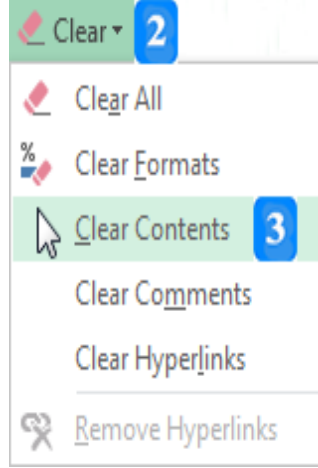 Clear 2
Clear All
% Clear Formats
Clear Contents 3
Clear Comments
Clear Hyperlinks
Remove Hyperlinks